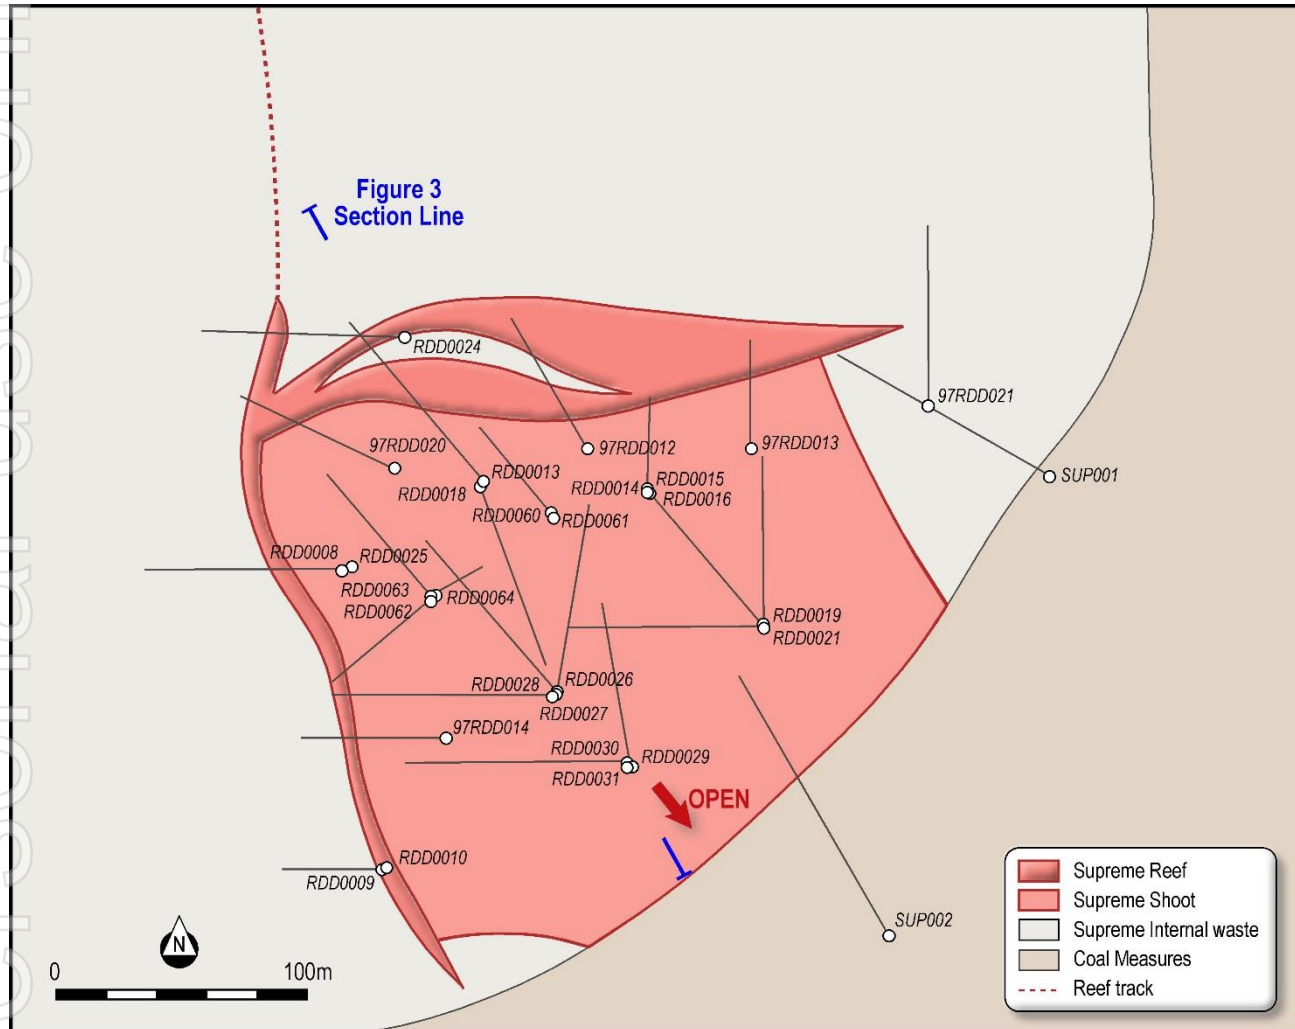 Figure 3
Section Line
RDD0024
97RDD021
97RDD020
97RDD012
97RDD013
SUP001
RDD0013
RDD0018
RDD0015
RDD0014
RDD0016
RDD0060
RDD0061
RDD0008
RDD0025
RDD0063
RDD0064
RDD0062
RDD0019
RDD0021
RDD0026
RDD0028
RDD0027
97RDD014
RDD0030
RDD0029
RDD0031
OPEN
RDD0010
RDD0009
SUP002
N
0 100m
Supreme Reef
Supreme Shoot
Supreme Internal waste
Coal Measures
Reef track